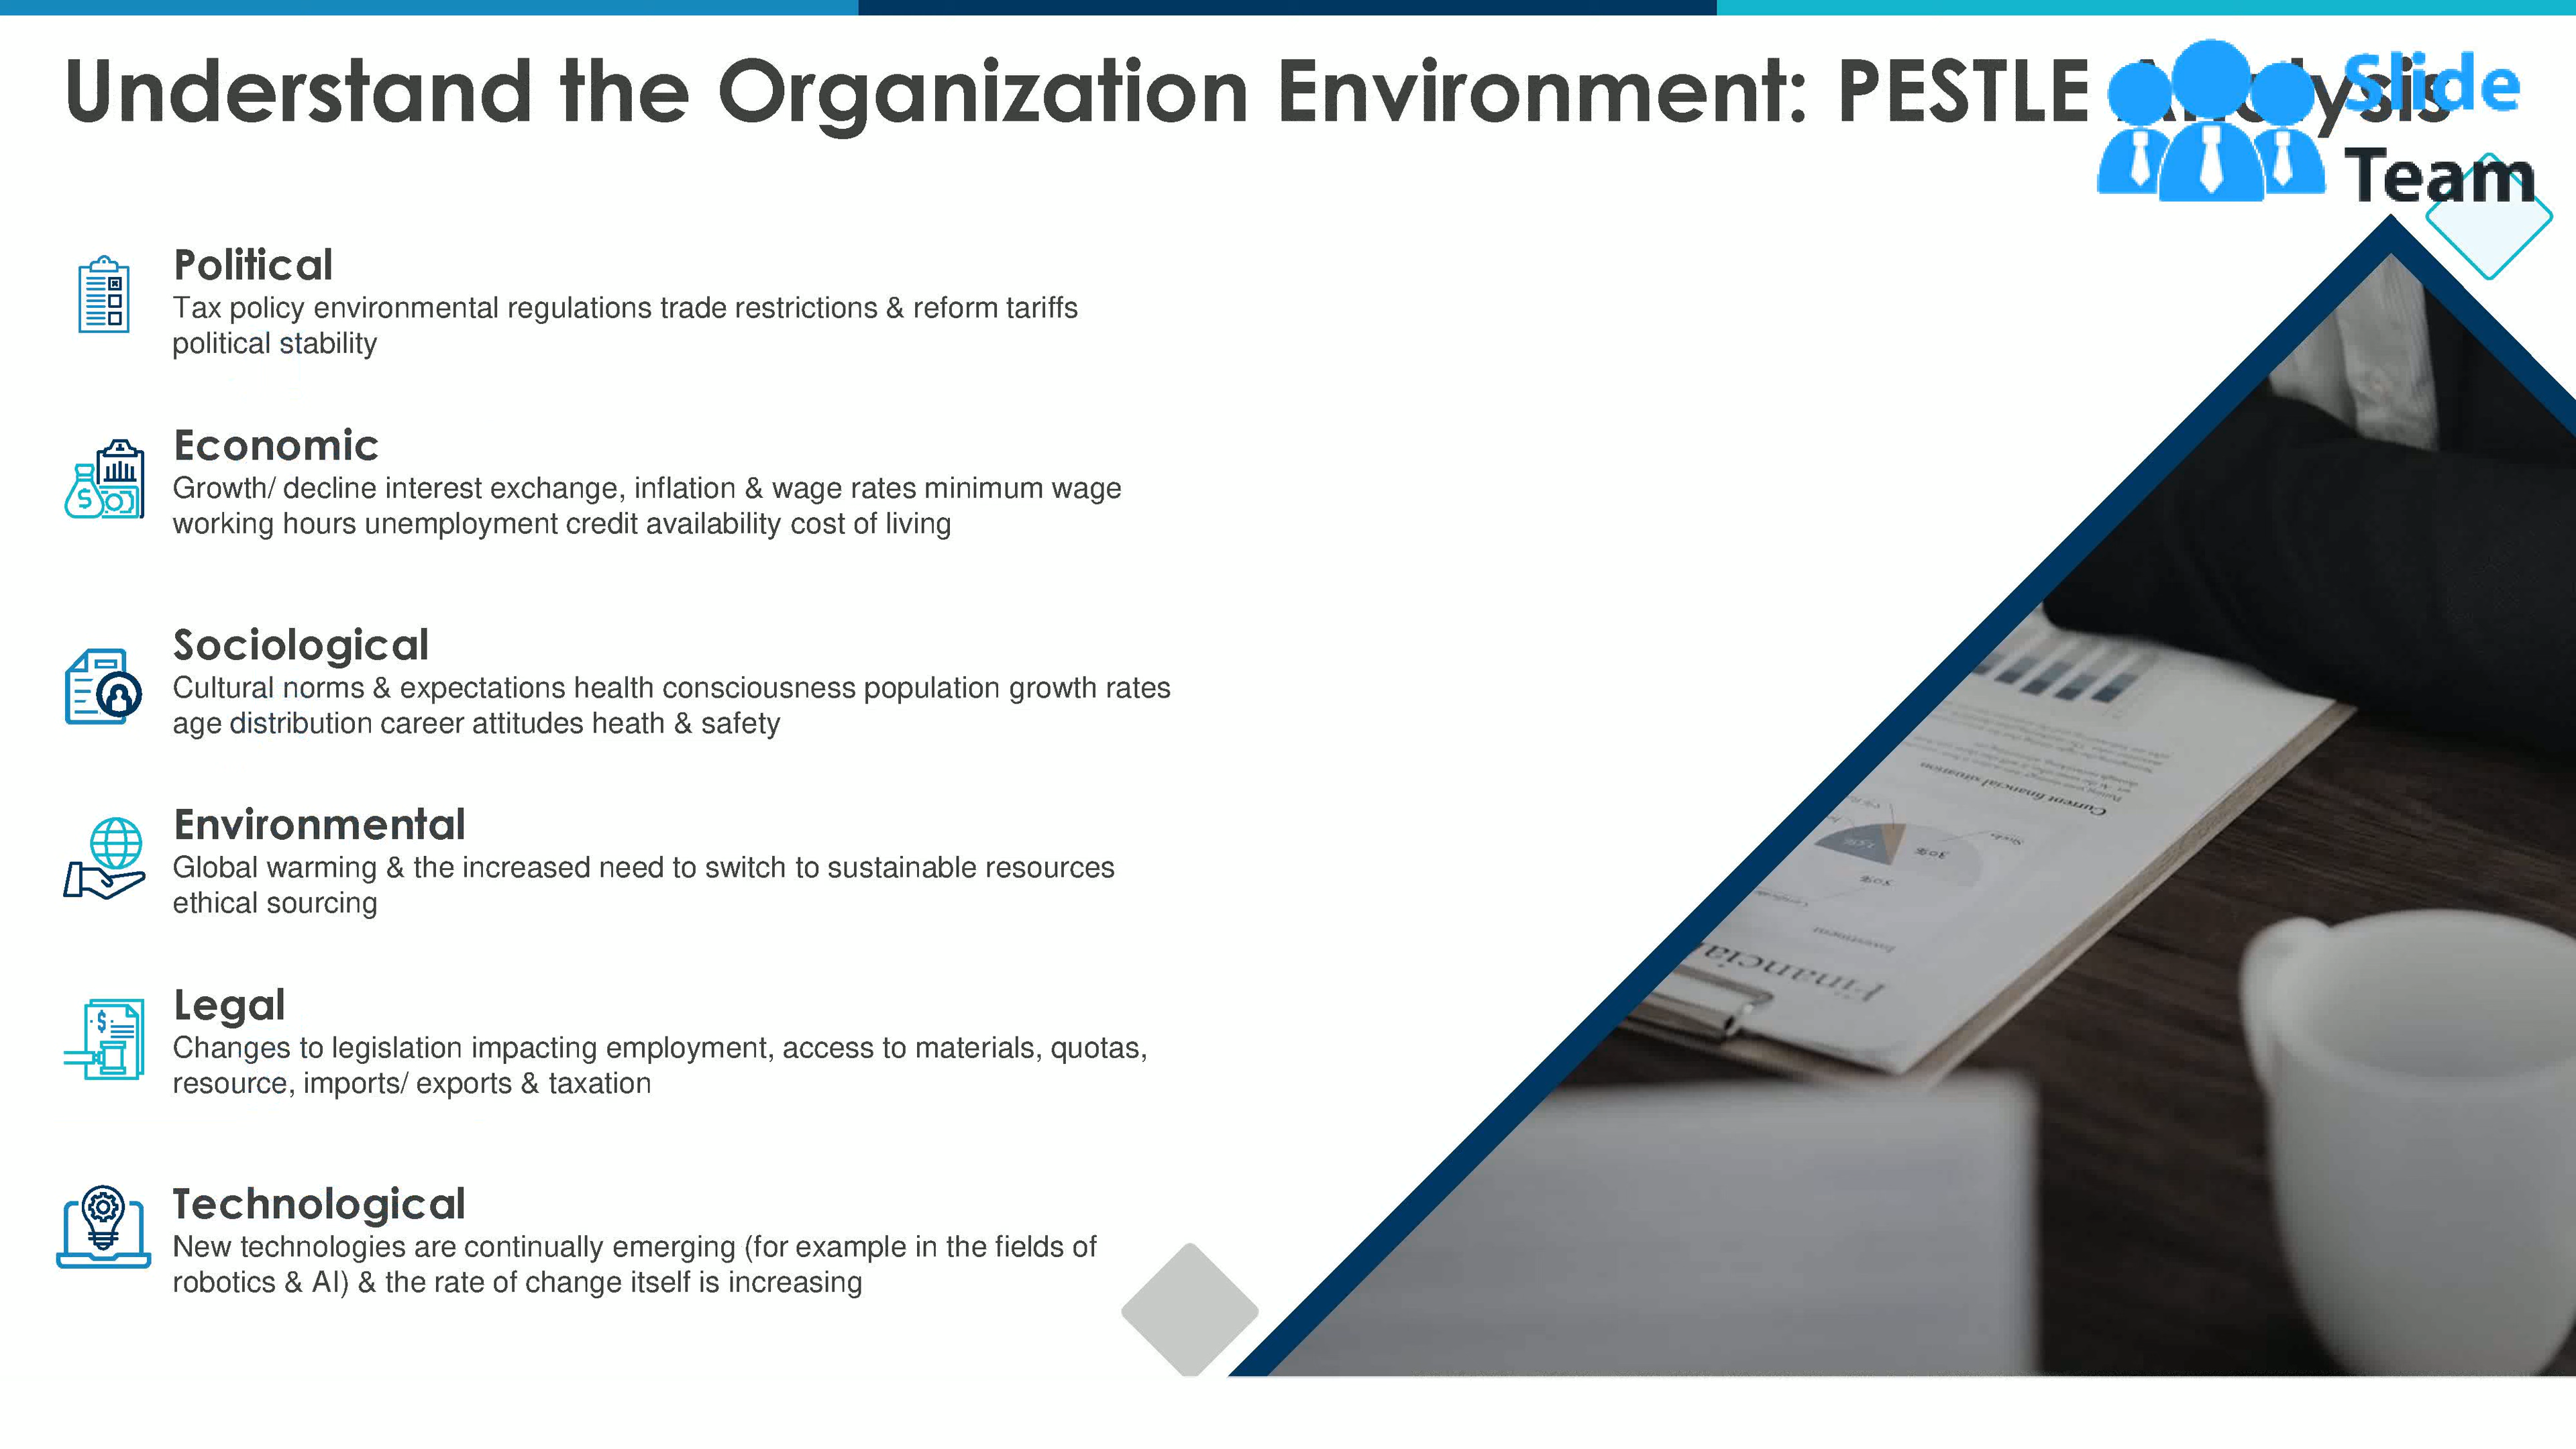 Understand the Organization Environment: PESTLE Analysis
Slide
Team
Political
Tax policy environmental regulations trade restrictions & reform tariffs
political stability
Economic
Growth/ decline interest exchange, inflation & wage rates minimum wage
working hours unemployment credit availability cost of living
Sociological
Cultural norms & expectations health consciousness population growth rates
age distribution career attitudes heath & safety
Environmental
Global warming & the increased need to switch to sustainable resources
ethical sourcing
Legal
Changes to legislation impacting employment, access to materials, quotas,
resource, imports/ exports & taxation
Technological
New technologies are continually emerging (for example in the fields of
robotics & AI) & the rate of change itself is increasing
Current financial situation
30%
20%
Investment